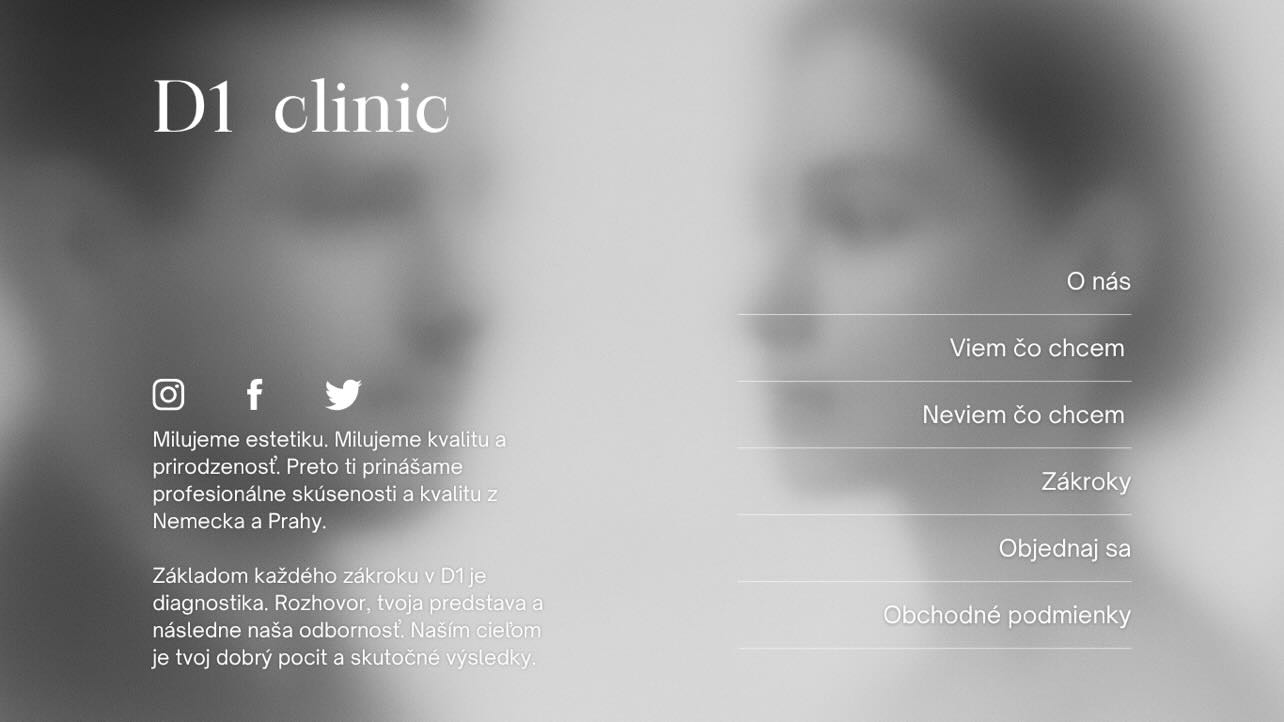 D1 clinic
Milujeme estetiku. Milujeme kvalitu a
prirodzenosť. Preto ti prinášame
profesionálne skúsenosti a kvalitu z
Nemecka a Prahy.
Základom každého zákroku v D1 je
diagnostika. Rozhovor, tvoja predstava a
následne naša odbornosť. Naším cieľom
je tvoj dobrý pocit a skutočné výsledky.
O nás
Viem čo chcem
Neviem čo chcem
Zákroky
Objednaj sa
Obchodné podmienky